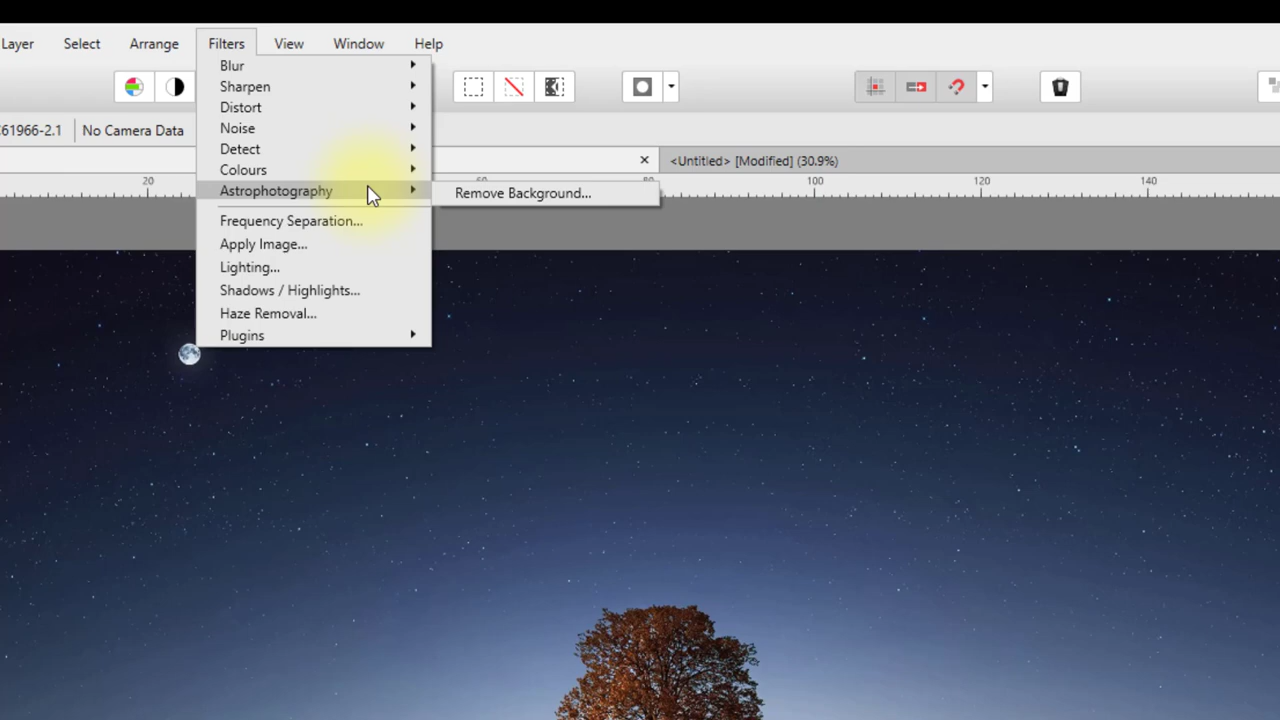 Layer Select Arrange Filters View Window Help
Blur
Sharpen
Distort
Noise
61966-2.1 No Camera Data
Detect
<Untitled> [Modified] (30.9%)
Colours
20 60 80 100 120 140
Astrophotography
Remove Background...
Frequency Separation...
Apply Image...
Lighting...
Shadows / Highlights...
Haze Removal...
Plugins